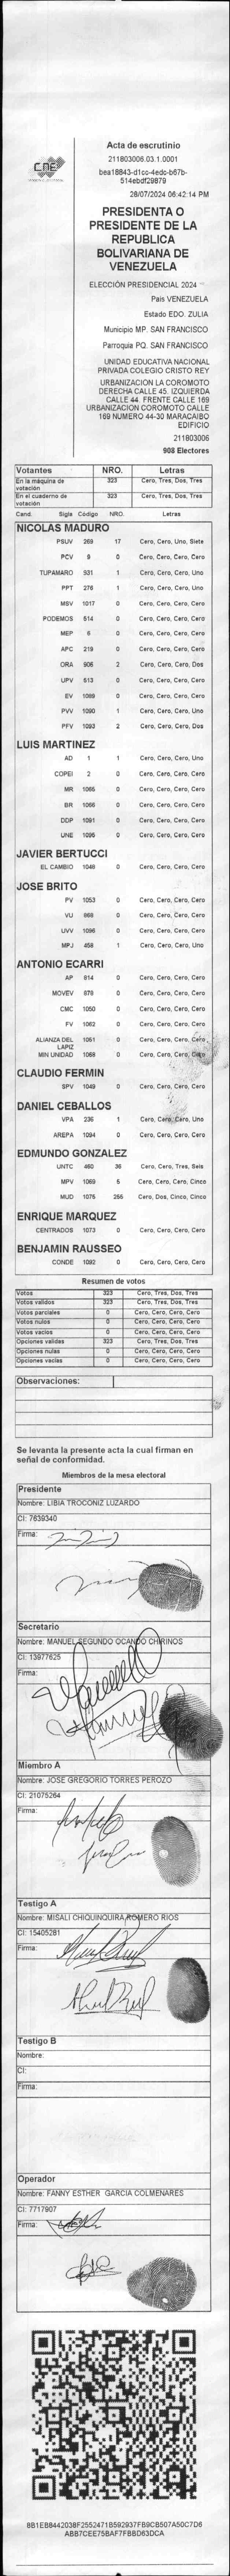 CNE
Acta de escrutinio
211803006.03.1.0001
bea18843-d1cc-4edc-b67b-
514ebdf29879
28/07/2024 06:42:14 PM
PRESIDENTA O
PRESIDENTE DE LA
REPUBLICA
BOLIVARIANA DE
VENEZUELA
ELECCIÓN PRESIDENCIAL 2024
País VENEZUELA
Estado EDO. ZULIA
Municipio MP. SAN FRANCISCO
Parroquia PQ. SAN FRANCISCO
UNIDAD EDUCATIVA NACIONAL
PRIVADA COLEGIO CRISTO REY
URBANIZACION LA COROMOTO
DERECHA CALLE 45. IZQUIERDA
CALLE 44. FRENTE CALLE 169
URBANIZACION COROMOTO CALLE
169 NUMERO 44-30 MARACAIBO
EDIFICIO
211803006
908 Electores
Votantes NRO. Letras
En la máquina de votación 323 Cero, Tres, Dos, Tres
En el cuaderno de votación 323 Cero, Tres, Dos, Tres
Cand. Sigla Código NRO. Letras
NICOLAS MADURO
PSUV 269 17 Cero, Cero, Uno, Siete
PCV 9 0 Cero, Cero, Cero, Cero
TUPAMARO 931 1 Cero, Cero, Cero, Uno
PPT 276 1 Cero, Cero, Cero, Uno
MSV 1017 0 Cero, Cero, Cero, Cero
PODEMOS 514 0 Cero, Cero, Cero, Cero
MEP 6 0 Cero, Cero, Cero, Cero
APC 219 0 Cero, Cero, Cero, Cero
ORA 906 2 Cero, Cero, Cero, Dos
UPV 513 0 Cero, Cero, Cero, Cero
EV 1089 0 Cero, Cero, Cero, Cero
PVV 1090 1 Cero, Cero, Cero, Uno
PFV 1093 2 Cero, Cero, Cero, Dos
LUIS MARTINEZ
AD 1 1 Cero, Cero, Cero, Uno
COPEI 2 0 Cero, Cero, Cero, Cero
MR 1065 0 Cero, Cero, Cero, Cero
BR 1066 0 Cero, Cero, Cero, Cero
DDP 1091 0 Cero, Cero, Cero, Cero
UNE 1095 0 Cero, Cero, Cero, Cero
JAVIER BERTUCCI
EL CAMBIO 1046 0 Cero, Cero, Cero, Cero
JOSE BRITO
PV 1053 0 Cero, Cero, Cero, Cero
VU 868 0 Cero, Cero, Cero, Cero
UVV 1096 0 Cero, Cero, Cero, Cero
MPJ 458 1 Cero, Cero, Cero, Uno
ANTONIO ECARRI
AP 814 0 Cero, Cero, Cero, Cero
MOVEV 679 0 Cero, Cero, Cero, Cero
CMC 1050 0 Cero, Cero, Cero, Cero
FV 1062 0 Cero, Cero, Cero, Cero
ALIANZA DEL LAPIZ 1051 0 Cero, Cero, Cero, Cero
MIN UNIDAD 1068 0 Cero, Cero, Cero, Cero
CLAUDIO FERMIN
SPV 1049 0 Cero, Cero, Cero, Cero
DANIEL CEBALLOS
VPA 236 1 Cero, Cero, Cero, Uno
AREPA 1094 0 Cero, Cero, Cero, Cero
EDMUNDO GONZALEZ
UNTC 460 36 Cero, Cero, Tres, Seis
MPV 1069 5 Cero, Cero, Cero, Cinco
MUD 1075 255 Cero, Dos, Cinco, Cinco
ENRIQUE MARQUEZ
CENTRADOS 1073 0 Cero, Cero, Cero, Cero
BENJAMIN RAUSSEO
CONDE 1092 0 Cero, Cero, Cero, Cero
Resumen de votos
Votos 323 Cero, Tres, Dos, Tres
Votos validos 323 Cero, Tres, Dos, Tres
Votos parciales 0 Cero, Cero, Cero, Cero
Votos nulos 0 Cero, Cero, Cero, Cero
Votos vacios 0 Cero, Cero, Cero, Cero
Opciones validas 323 Cero, Tres, Dos, Tres
Opciones nulas 0 Cero, Cero, Cero, Cero
Opciones vacias 0 Cero, Cero, Cero, Cero
Observaciones:
Se levanta la presente acta la cual firman en
señal de conformidad.
Miembros de la mesa electoral
Presidente
Nombre: LIBIA TROCONIZ LUZARDO
CI: 7639340
Firma:
Secretario
Nombre: MANUEL SEGUNDO OCANDO CHIRINOS
CI: 13977625
Firma:
Miembro A
Nombre: JOSE GREGORIO TORRES PEROZO
CI: 21075264
Firma:
Testigo A
Nombre: MISALI CHIQUINQUIRA ROMERO RIOS
CI: 15405281
Firma:
Testigo B
Nombre:
CI:
Firma:
Operador
Nombre: FANNY ESTHER GARCIA COLMENARES
CI: 7717907
Firma:
8B1EB8442038F2552471B592937FB9CB507A50C7D6
ABB7CEE75BAF7FBBD63DCA